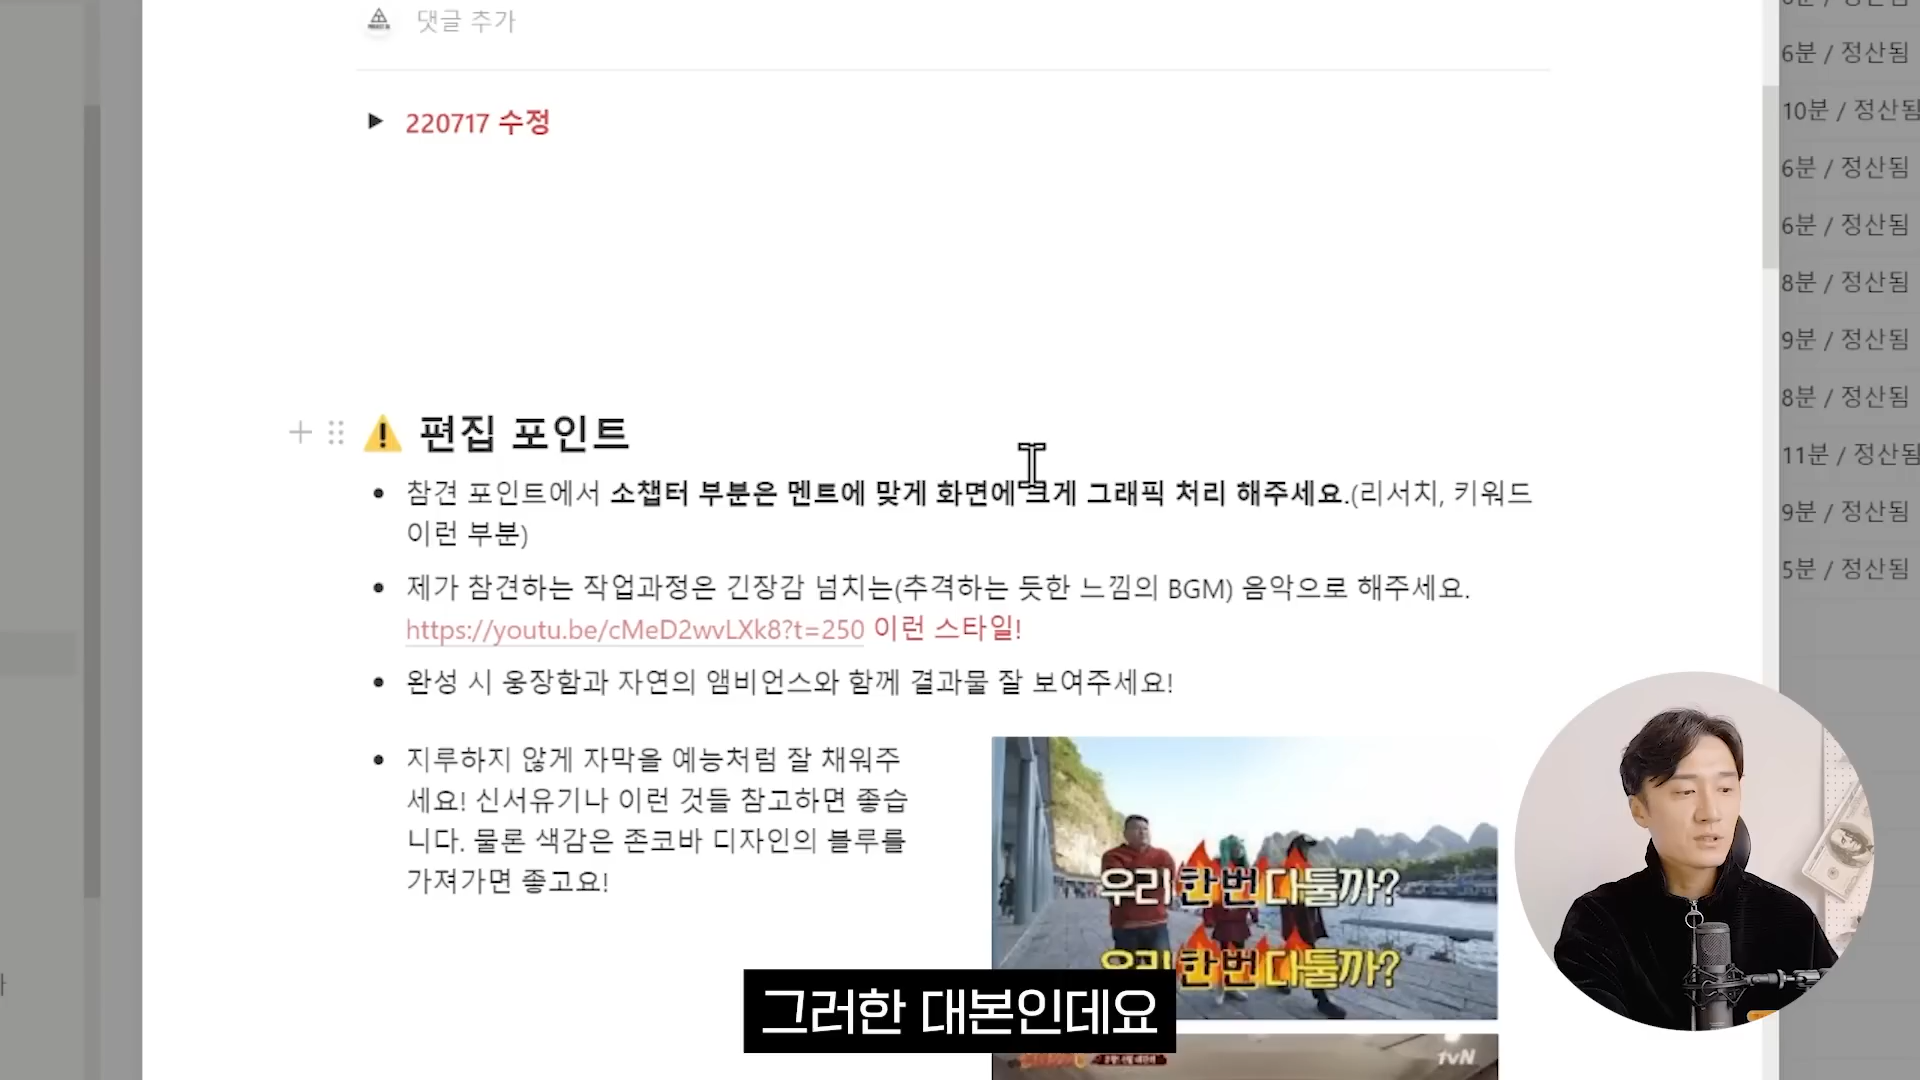 댓글 추가
220717 수정
⚠ 편집 포인트
참견 포인트에서 소챕터 부분은 멘트에 맞게 화면에 크게 그래픽 처리 해주세요.(리서치, 키워드
이런 부분)
제가 참견하는 작업과정은 긴장감 넘치는(추격하는 듯한 느낌의 BGM) 음악으로 해주세요.
https://youtu.be/cMeD2wvLXk8?t=250 이런 스타일!
완성 시 웅장함과 자연의 앰비언스와 함께 결과물 잘 보여주세요!
지루하지 않게 자막을 예능처럼 잘 채워주
세요! 신서유기나 이런 것들 참고하면 좋습
니다. 물론 색감은 존코바 디자인의 블루를
가져가면 좋고요!
우리 한 번 다툴까?
우리 한 번 다툴까?
tvN
그러한 대본인데요
6분 / 정산됨
10분 / 정산됨
6분 / 정산됨
6분 / 정산됨
8분 / 정산됨
9분 / 정산됨
8분 / 정산됨
11분 / 정산됨
9분 / 정산됨
5분 / 정산됨